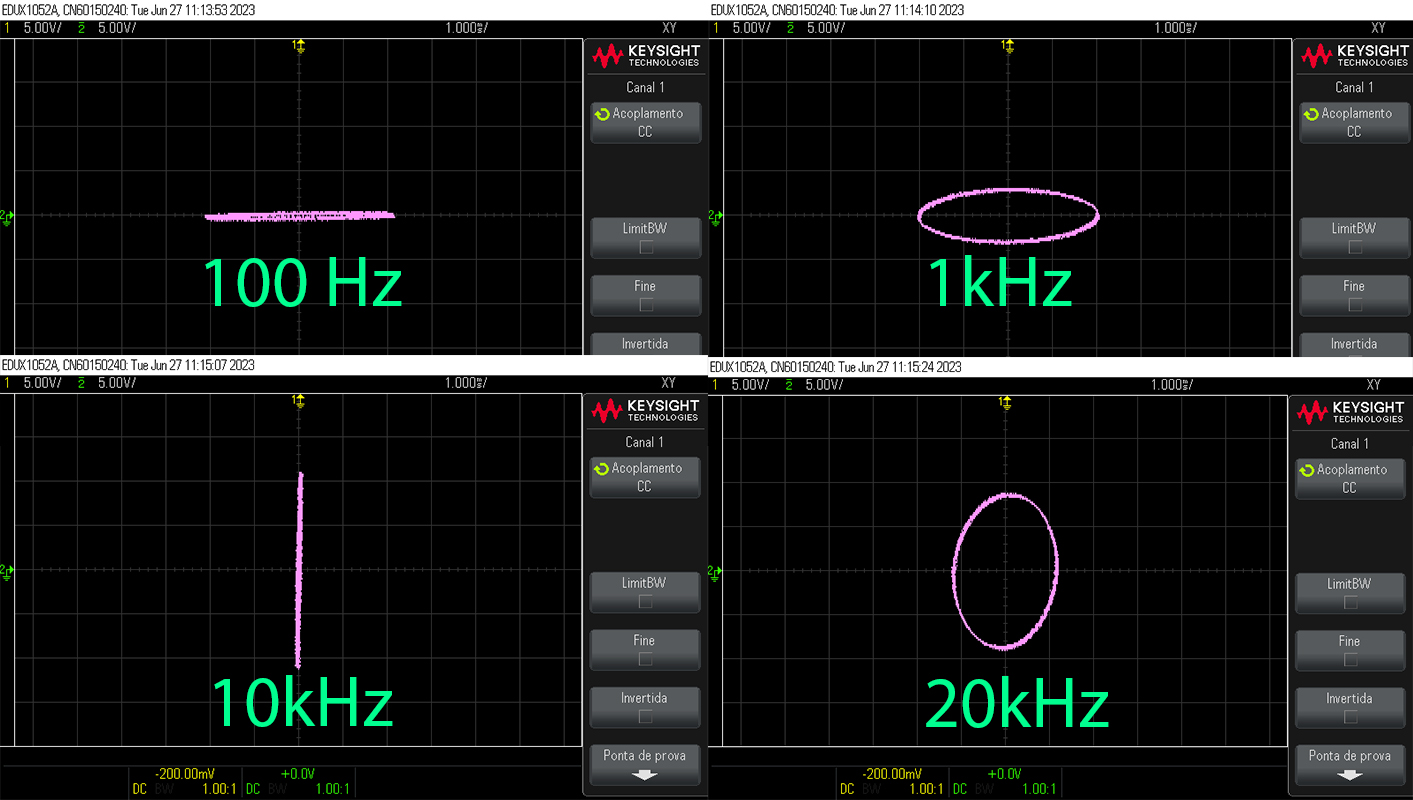 EDUX1052A, CN60150240: Tue Jun 27 11:13:53 2023
1 5.00V/ 2 5.00V/ 1.000ms/ XY
1
KEYSIGHT
TECHNOLOGIES
Canal 1
Acoplamento
CC
2
LimitBW
100 Hz
Fine
Invertida
EDUX1052A, CN60150240: Tue Jun 27 11:14:10 2023
1 5.00V/ 2 5.00V/ XY
1
KEYSIGHT
TECHNOLOGIES
Canal 1
Acoplamento
CC
2
LimitBW
1kHz
Fine
Invertida
EDUX1052A, CN60150240: Tue Jun 27 11:15:07 2023
1 5.00V/ 2 5.00V/ XY
1
KEYSIGHT
TECHNOLOGIES
Canal 1
Acoplamento
CC
2
LimitBW
Fine
10kHz
Invertida
Ponta de prova
-200.00mV +0.0V
DC BW 1.00:1 DC BW 1.00:1
EDUX1052A, CN60150240: Tue Jun 27 11:15:24 2023
1 5.00V/ 2 5.00V/ XY
1
KEYSIGHT
TECHNOLOGIES
Canal 1
Acoplamento
CC
2
LimitBW
Fine
20kHz
Invertida
Ponta de prova
-200.00mV +0.0V
DC BW 1.00:1 DC BW 1.00:1